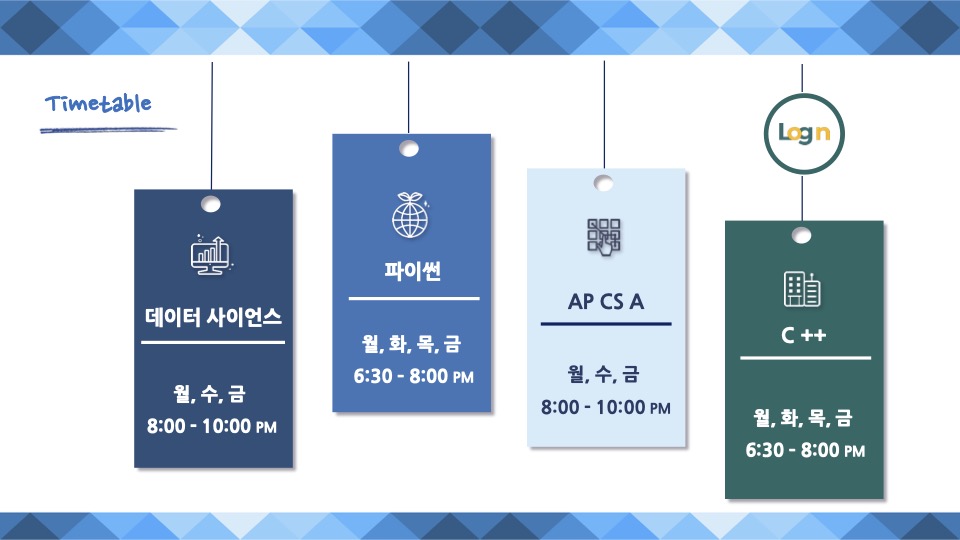 Timetable
Login
데이터 사이언스
월, 수, 금
8:00 - 10:00 PM
파이썬
월, 화, 목, 금
6:30 - 8:00 PM
AP CS A
월, 수, 금
8:00 - 10:00 PM
C ++
월, 화, 목, 금
6:30 - 8:00 PM